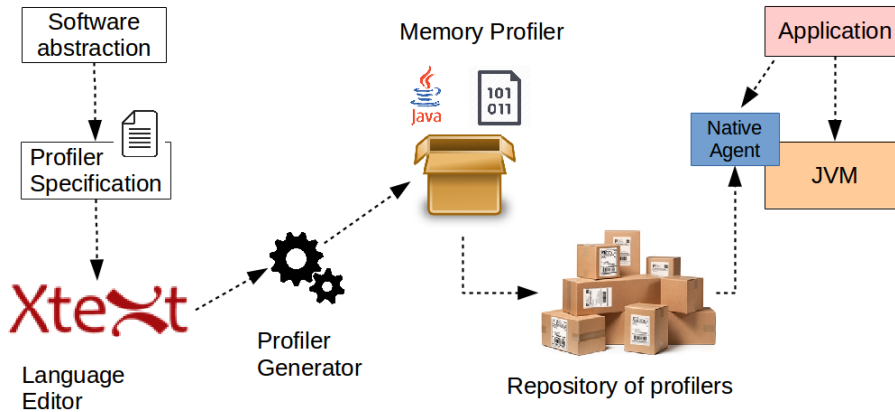 Software
abstraction
Profiler
Specification
Xtext
Language
Editor
Profiler
Generator
Memory Profiler
Java
101
011
Repository of profilers
Application
Native
Agent
JVM